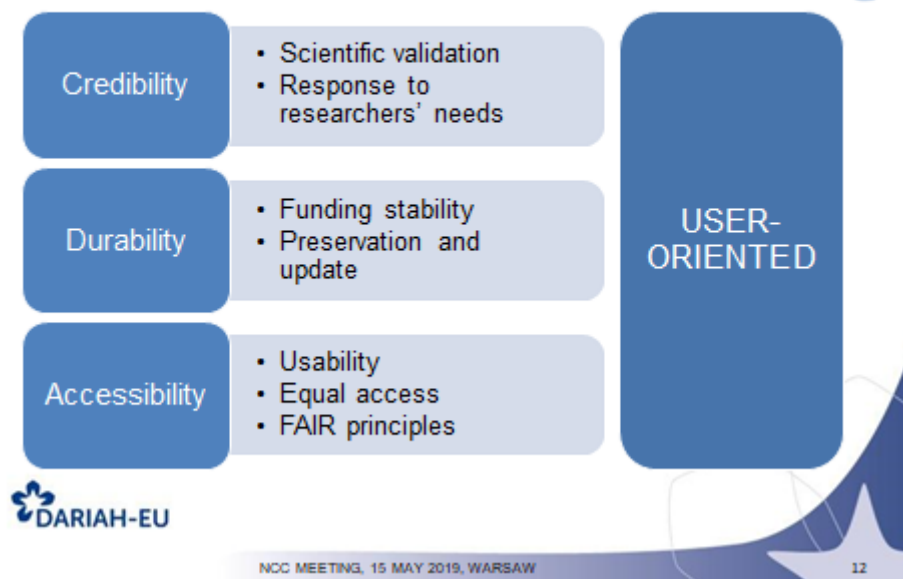 Credibility
• Scientific validation
• Response to
researchers' needs
Durability
• Funding stability
• Preservation and
update
Accessibility
• Usability
• Equal access
• FAIR principles
USER-
ORIENTED
DARIAH-EU
NCC MEETING, 15 MAY 2019, WARSAW
12